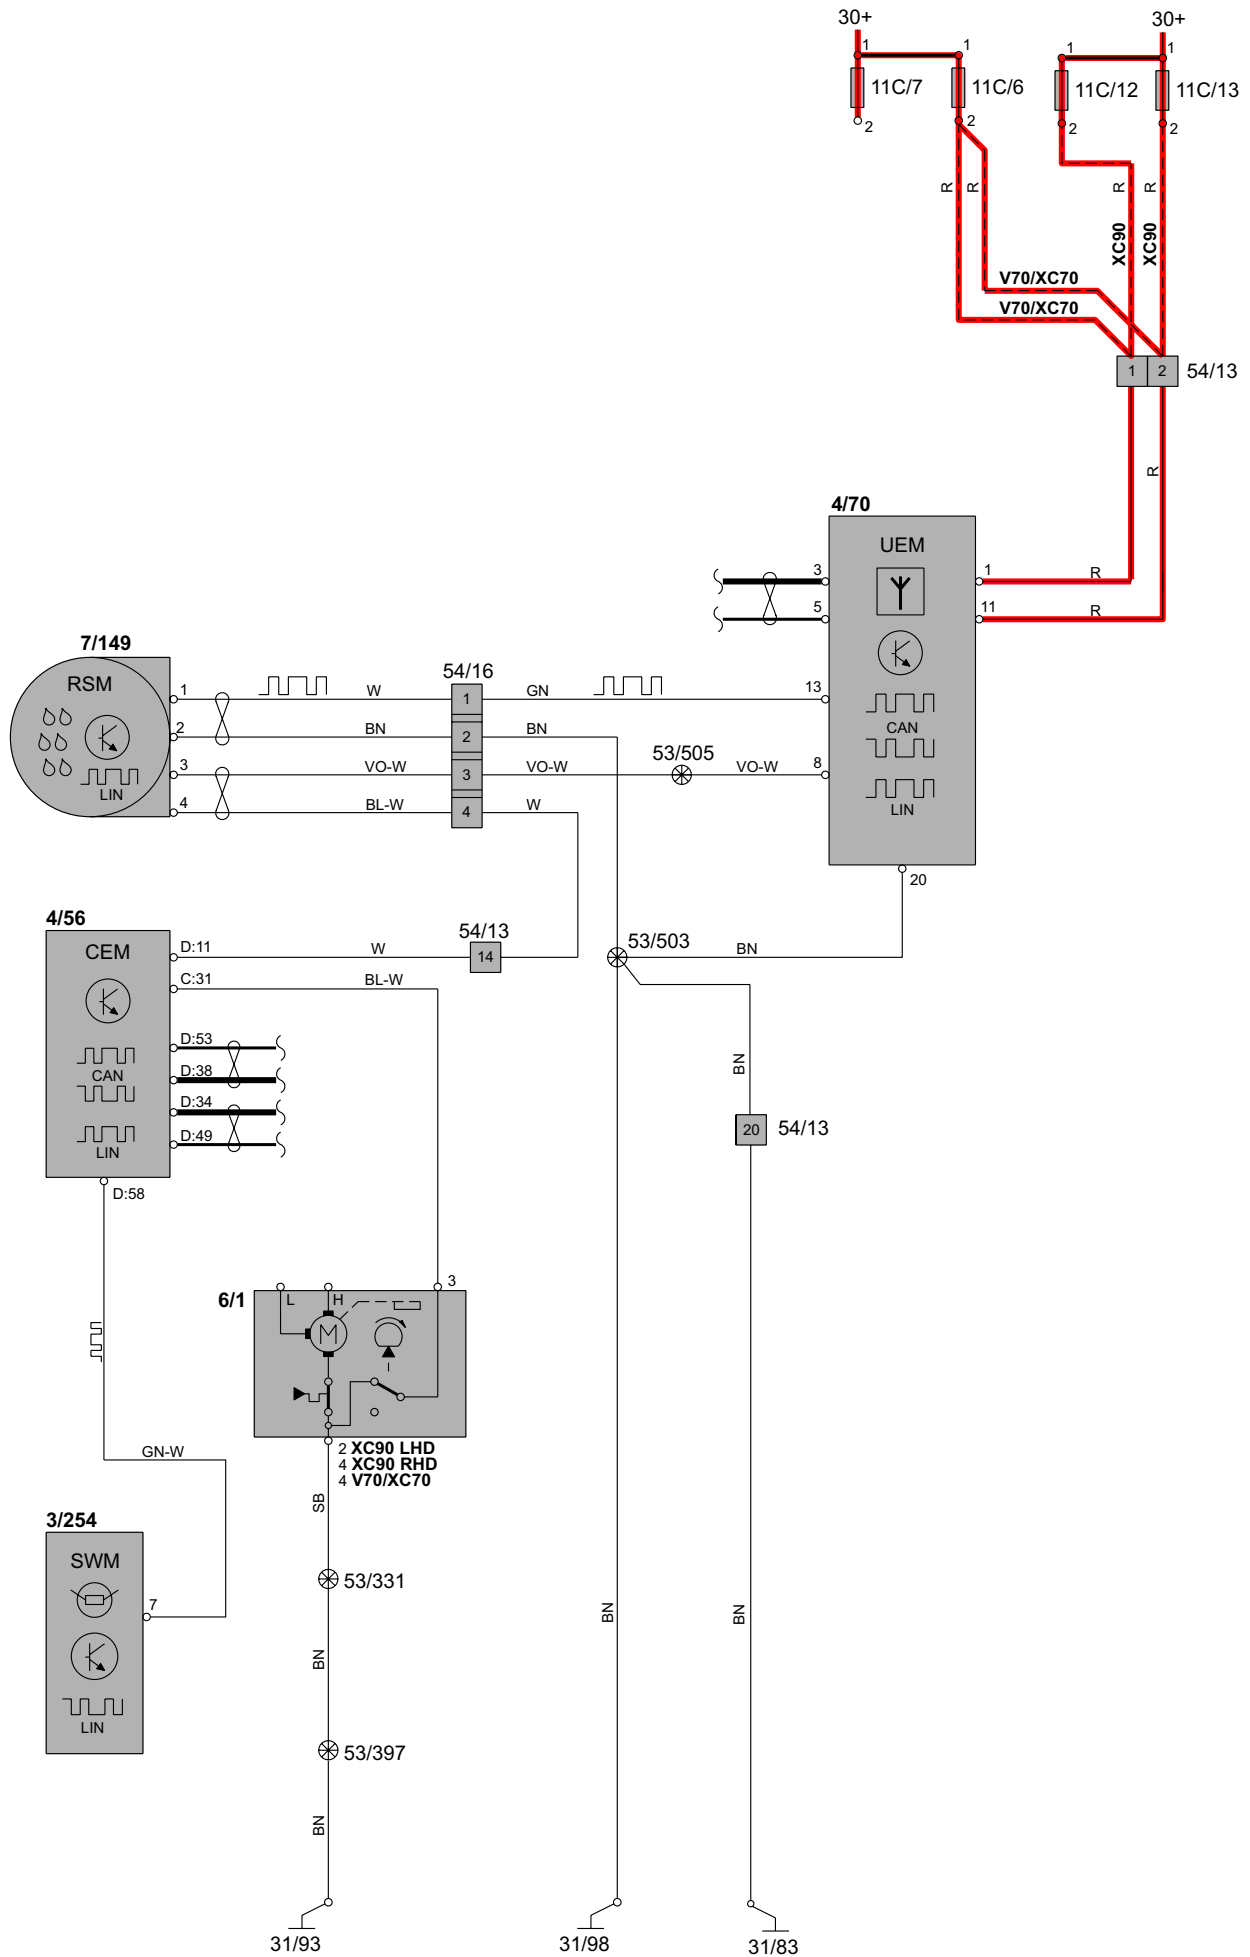 30+
30+
1
1
1
1
11C/7
11C/6
11C/12
11C/13
2
2
2
2
R
R
R
R
XC90
XC90
V70/XC70
V70/XC70
1
2
54/13
R
4/70
UEM
3
1
R
5
11
R
7/149
RSM
54/16
1
W
1
GN
13
CAN
2
BN
2
BN
53/505
3
VO-W
3
VO-W
VO-W
8
LIN
4
BL-W
4
W
LIN
20
4/56
CEM
54/13
53/503
D:11
W
14
BN
C:31
BL-W
D:53
CAN
D:38
BN
D:34
LIN
D:49
20
54/13
D:58
6/1
3
L
H
M
2 XC90 LHD
4 XC90 RHD
4 V70/XC70
GN-W
SB
3/254
SWM
53/331
7
BN
BN
BN
LIN
53/397
BN
31/93
31/98
31/83